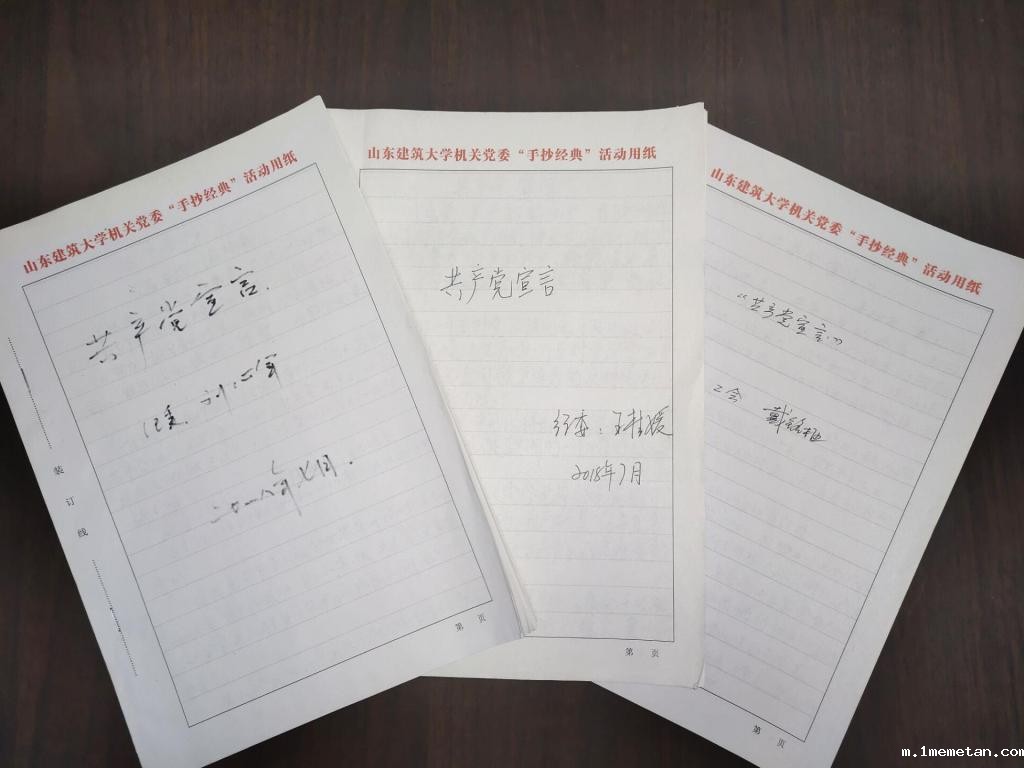 山东建筑大学机关党委“手抄经典”活动用纸
共产党宣言.
二〇一八年七月.
装订线
第 页
山东建筑大学机关党委“手抄经典”活动用纸
共产党宣言
2018年7月
第 页
山东建筑大学机关党委“手抄经典”活动用纸
“共产党宣言”
工会
第 页
m.1memetan.com